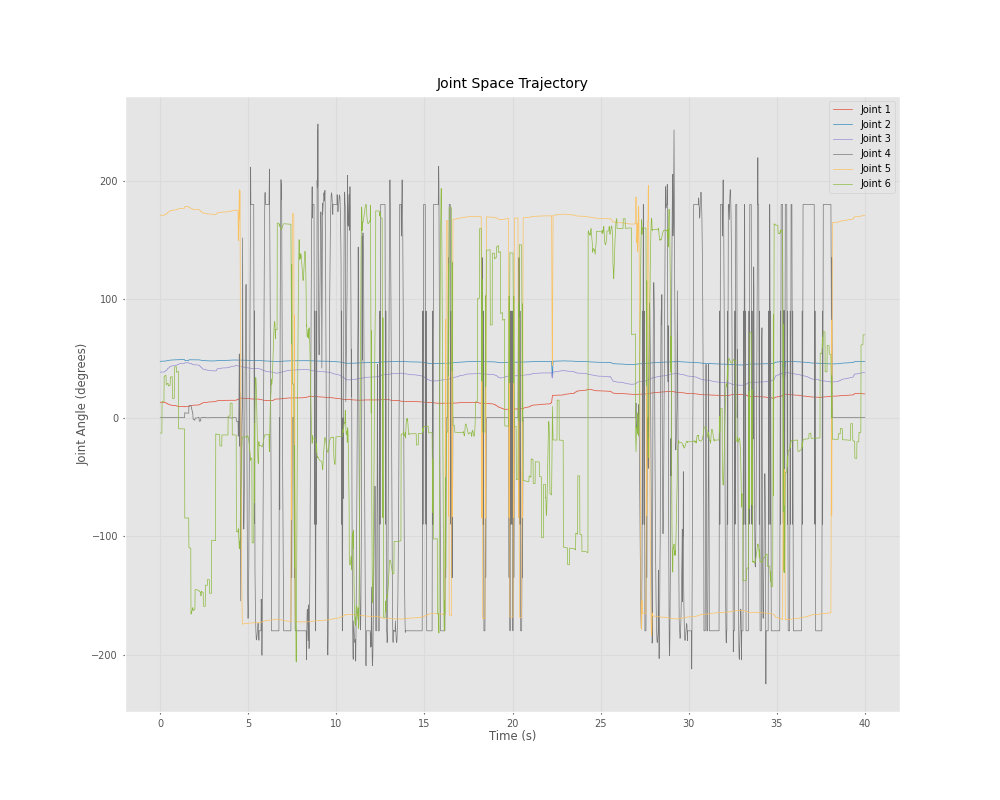 Joint Space Trajectory
Joint 1
Joint 2
Joint 3
Joint 4
Joint 5
Joint 6
200
100
0
−100
−200
Joint Angle (degrees)
0 5 10 15 20 25 30 35 40
Time (s)